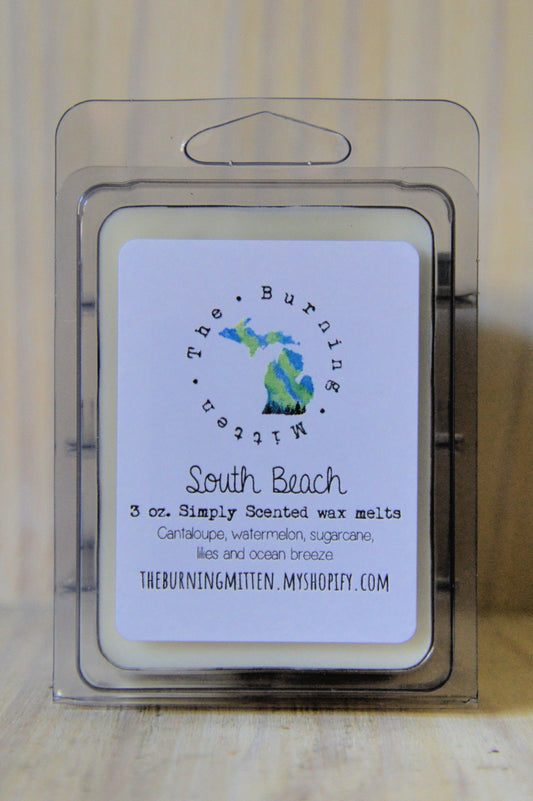 The • Burning • Mitten •
South Beach
3 oz. Simply Scented wax melts
Cantaloupe, watermelon, sugarcane,
lilies and ocean breeze.
THEBURNINGMITTEN.MYSHOPIFY.COM